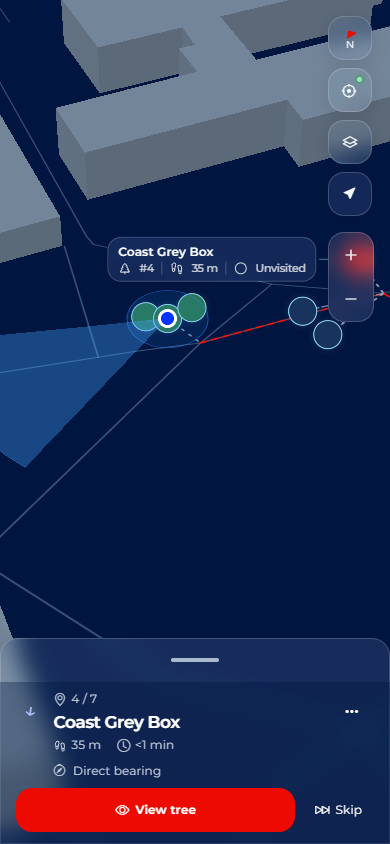 N
Coast Grey Box
#4 35 m Unvisited
+
−
4 / 7
Coast Grey Box
35 m <1 min
Direct bearing
View tree Skip